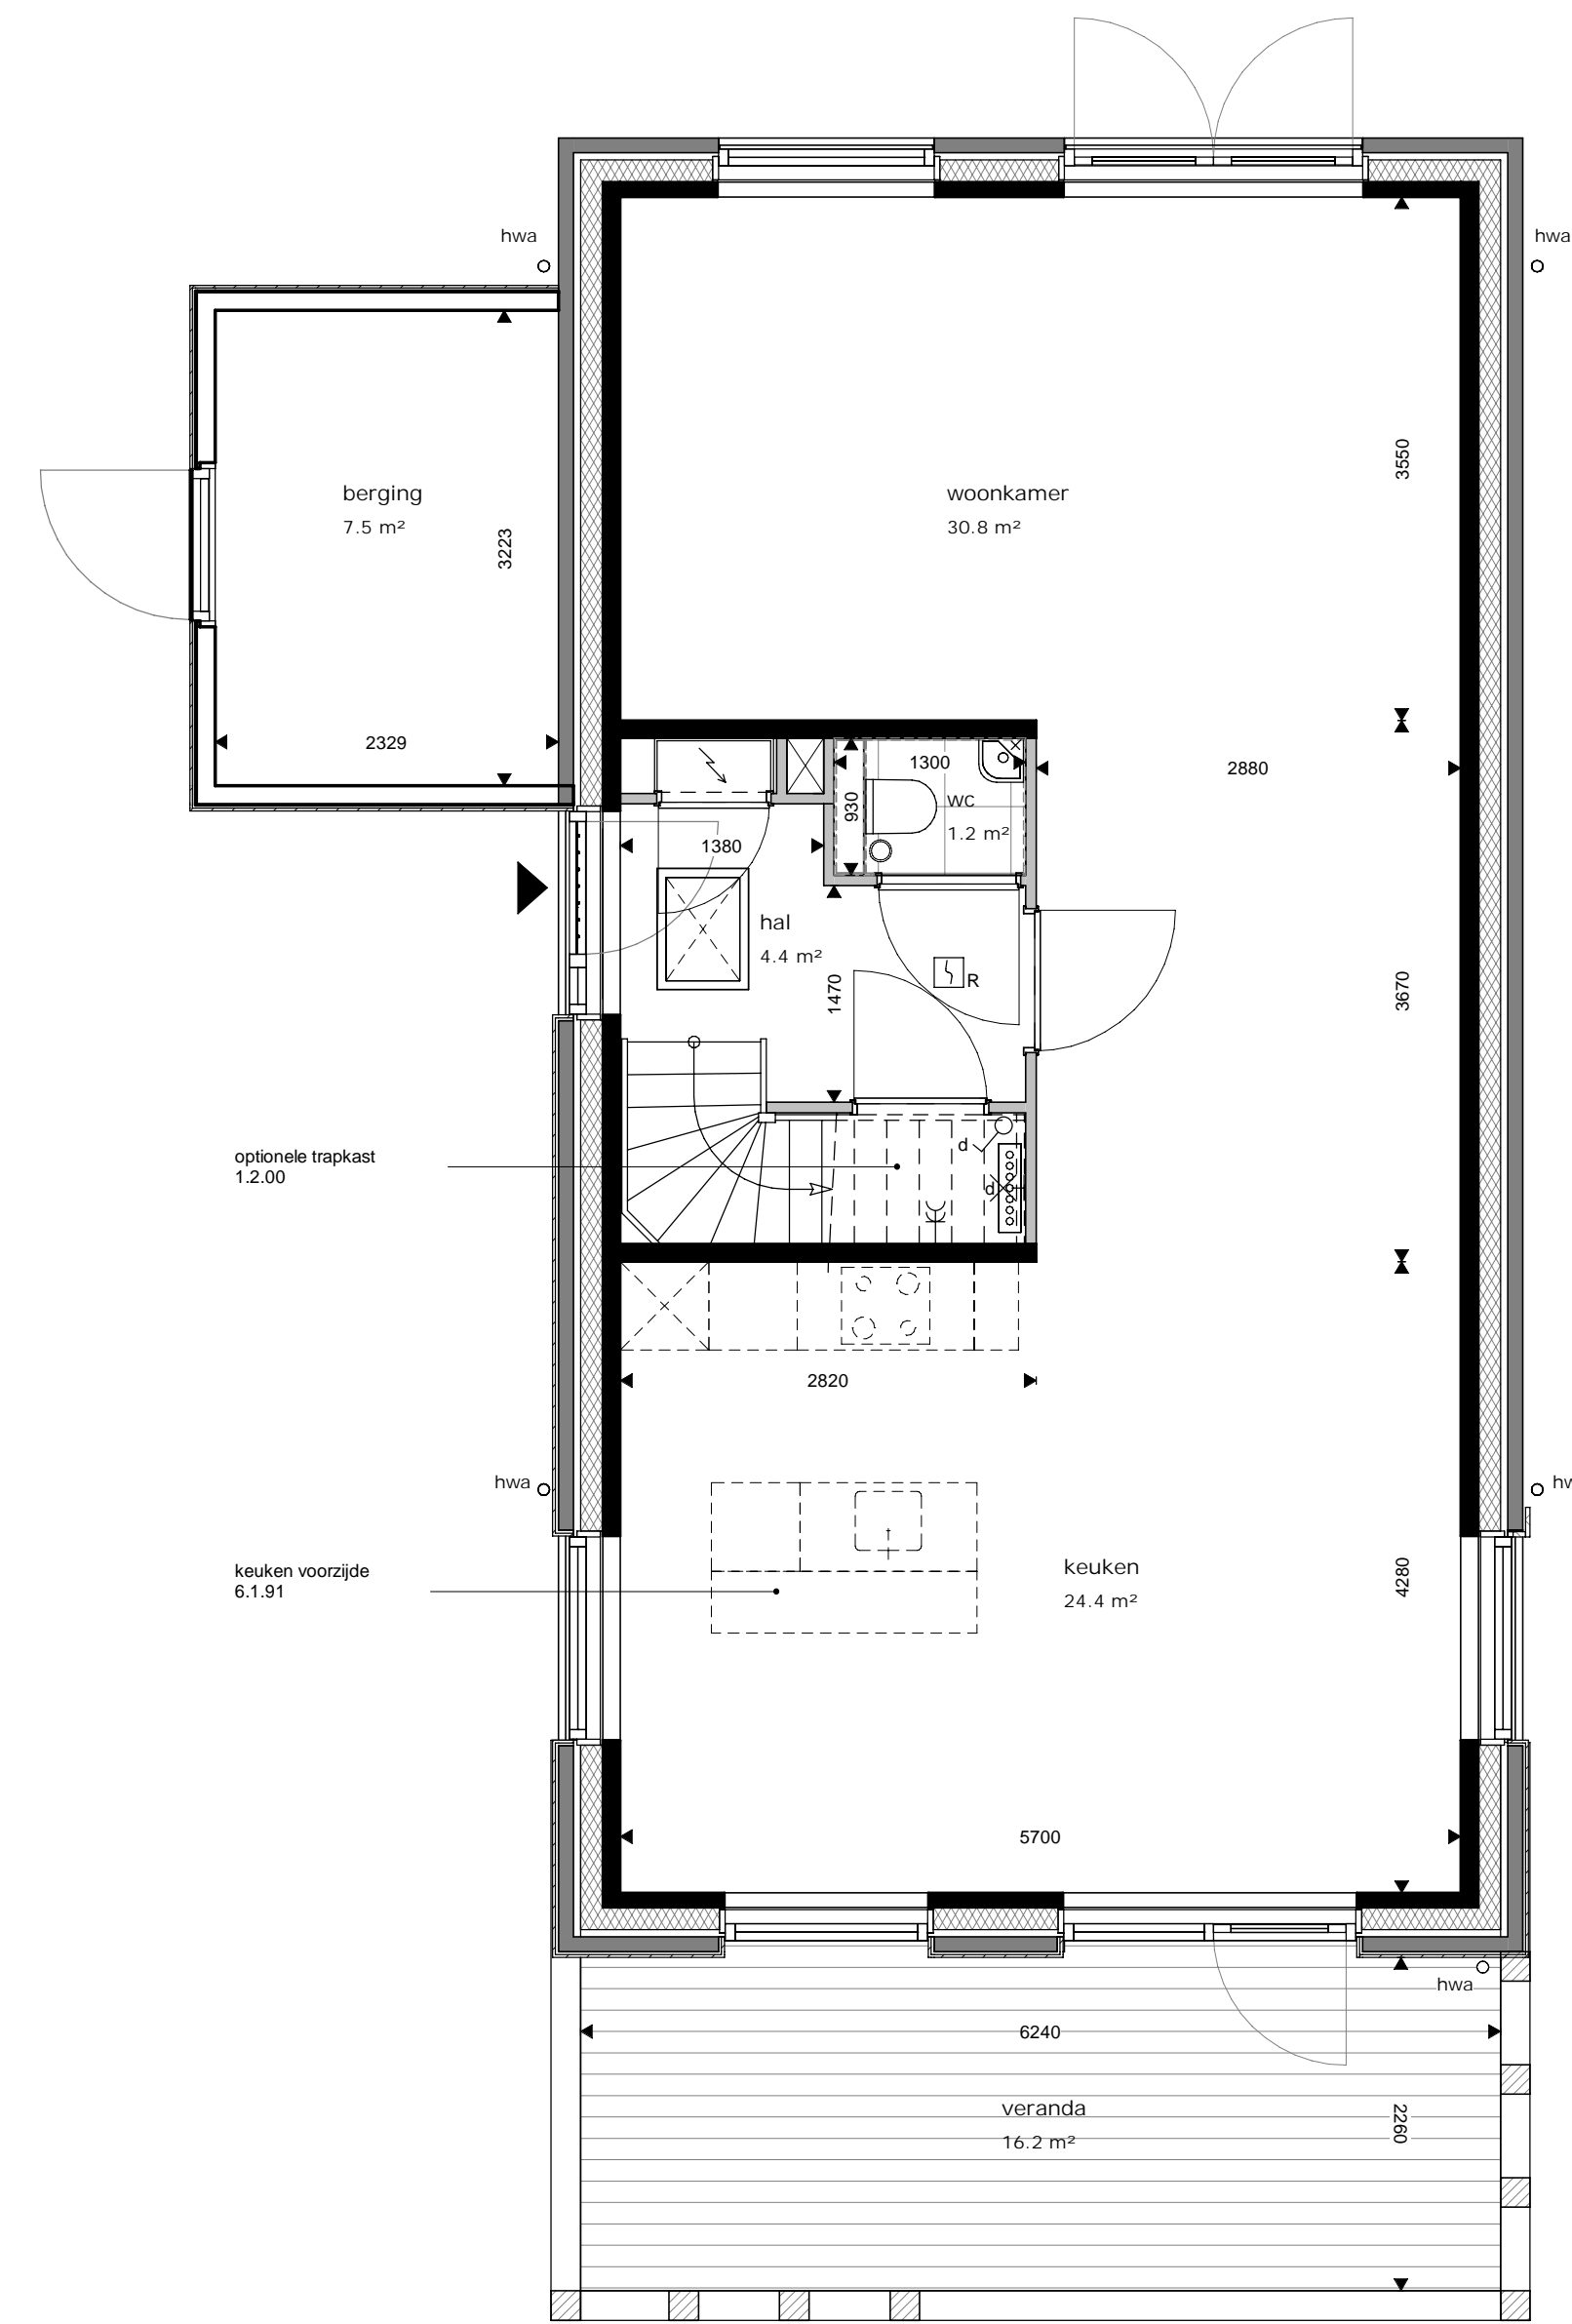 hwa
hwa
berging
7.5 m²
3223
2329
woonkamer
30.8 m²
3550
1300
2880
930
wc
1.2 m²
1380
hal
4.4 m²
1470
R
3670
optionele trapkast
1.2.00
d
d
2820
hwa
hw
keuken voorzijde
6.1.91
keuken
24.4 m²
4280
5700
hwa
6240
veranda
16.2 m²
2260